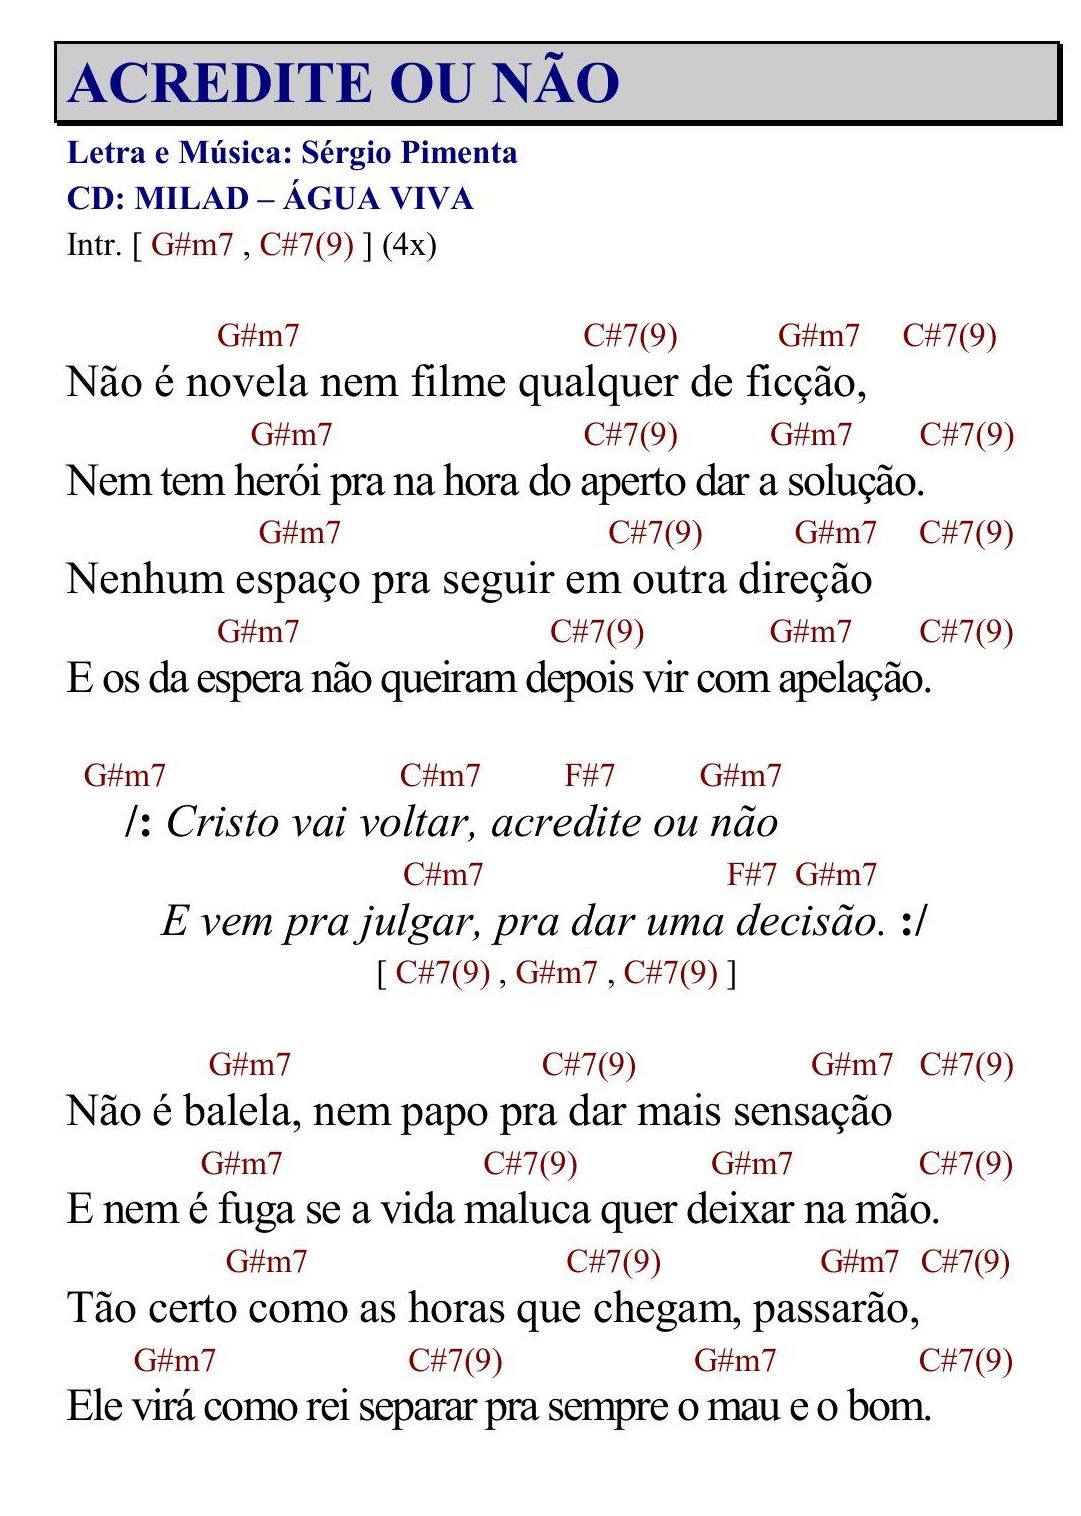 ACREDITE OU NÃO
Letra e Música: Sérgio Pimenta
CD: MILAD – ÁGUA VIVA
Intr. [ G#m7 , C#7(9) ] (4x)
G#m7 C#7(9) G#m7 C#7(9)
Não é novela nem filme qualquer de ficção,
G#m7 C#7(9) G#m7 C#7(9)
Nem tem herói pra na hora do aperto dar a solução.
G#m7 C#7(9) G#m7 C#7(9)
Nenhum espaço pra seguir em outra direção
G#m7 C#7(9) G#m7 C#7(9)
E os da espera não queiram depois vir com apelação.
G#m7 C#m7 F#7 G#m7
/: Cristo vai voltar, acredite ou não
C#m7 F#7 G#m7
E vem pra julgar, pra dar uma decisão. :/
[ C#7(9) , G#m7 , C#7(9) ]
G#m7 C#7(9) G#m7 C#7(9)
Não é balela, nem papo pra dar mais sensação
G#m7 C#7(9) G#m7 C#7(9)
E nem é fuga se a vida maluca quer deixar na mão.
G#m7 C#7(9) G#m7 C#7(9)
Tão certo como as horas que chegam, passarão,
G#m7 C#7(9) G#m7 C#7(9)
Ele virá como rei separar pra sempre o mau e o bom.